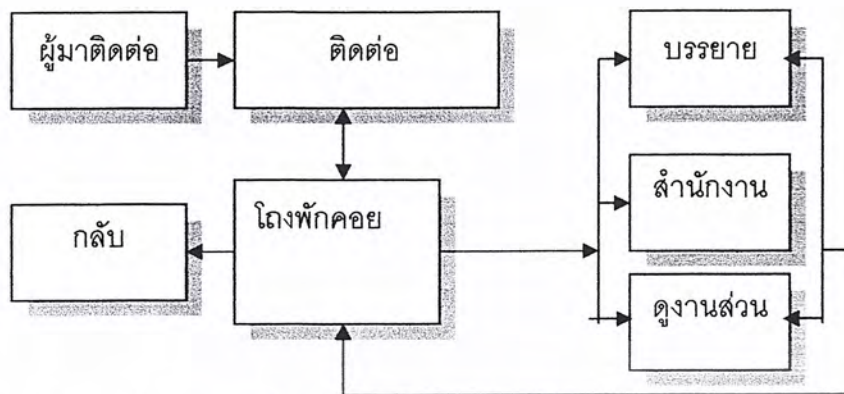 ผู้มาติดต่อ
ติดต่อ
บรรยาย
โถงพักคอย
สำนักงาน
กลับ
ดูงานส่วน